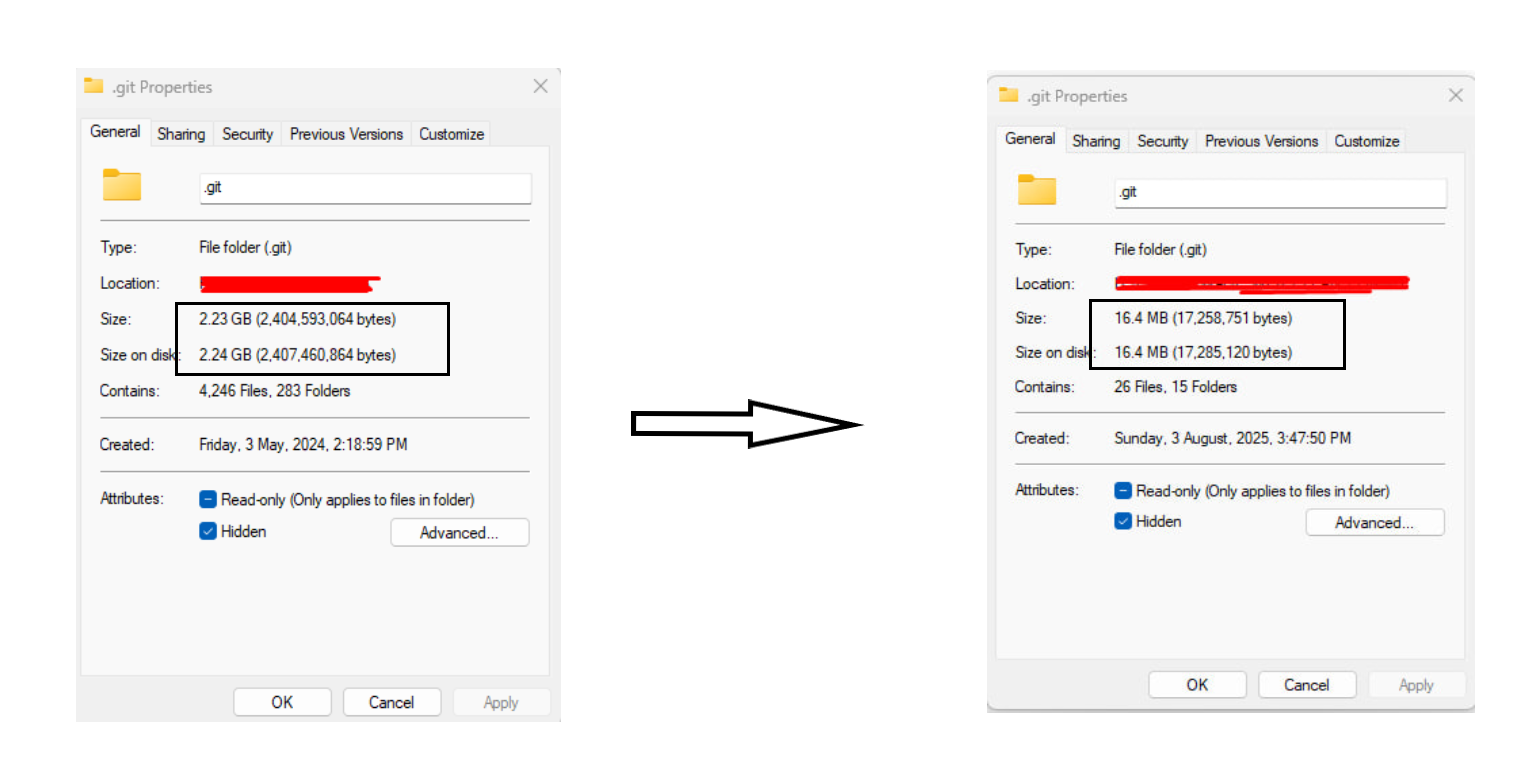 .git Properties
General Sharing Security Previous Versions Customize
.git
Type: File folder (.git)
Location:
Size: 2.23 GB (2,404,593,064 bytes)
Size on disk: 2.24 GB (2,407,460,864 bytes)
Contains: 4,246 Files, 283 Folders
Created: Friday, 3 May, 2024, 2:18:59 PM
Attributes: Read-only (Only applies to files in folder)
Hidden Advanced...
OK Cancel Apply
.git Properties
General Sharing Security Previous Versions Customize
.git
Type: File folder (.git)
Location:
Size: 16.4 MB (17,258,751 bytes)
Size on disk: 16.4 MB (17,285,120 bytes)
Contains: 26 Files, 15 Folders
Created: Sunday, 3 August, 2025, 3:47:50 PM
Attributes: Read-only (Only applies to files in folder)
Hidden Advanced...
OK Cancel Apply